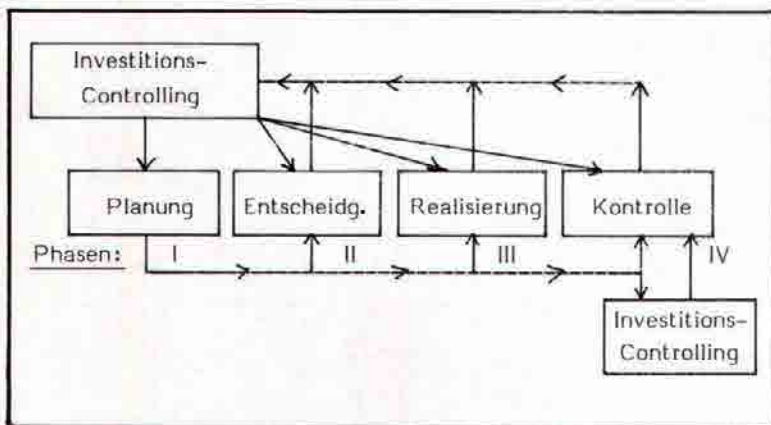 Investitions-
Controlling
Planung
Entscheidg.
Realisierung
Kontrolle
Phasen: I II III IV
Investitions-
Controlling